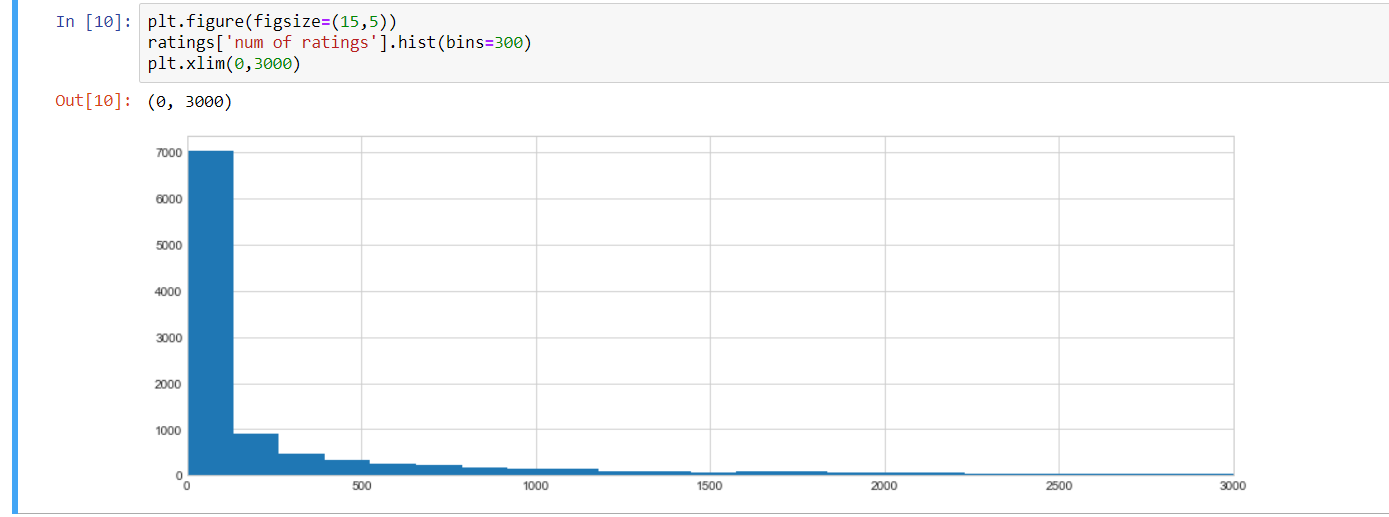 In [10]: plt.figure(figsize=(15,5))
ratings['num of ratings'].hist(bins=300)
plt.xlim(0,3000)
Out[10]: (0, 3000)
7000
6000
5000
4000
3000
2000
1000
0
0 500 1000 1500 2000 2500 3000